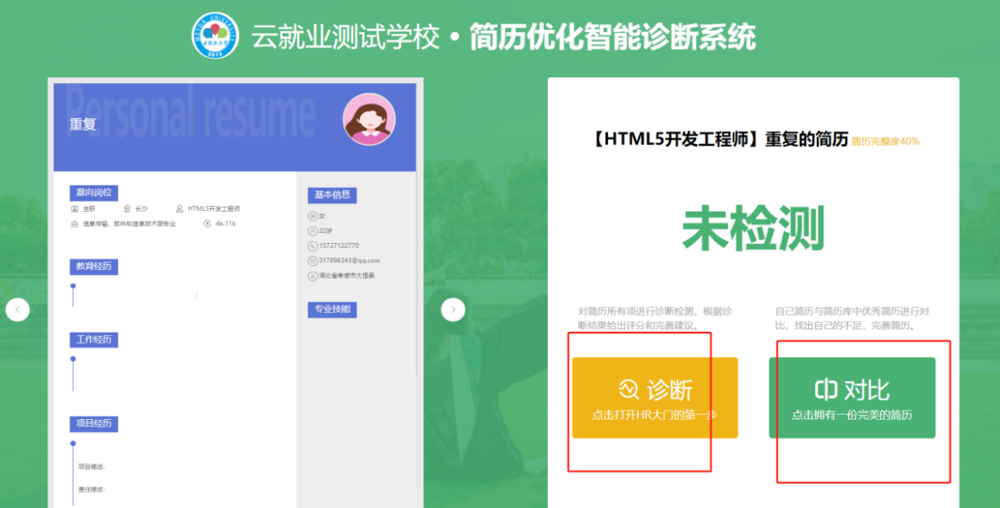 云就业测试学校 · 简历优化智能诊断系统
WEYON UNIVERSITY
2015
Personal resume
重复
意向岗位
全职 长沙 HTML5开发工程师
信息传输、软件和信息技术服务业 4k-11k
教育经历
工作经历
项目经历
项目描述:
责任描述:
基本信息
女
22岁
15727122770
317896343@qq.com
湖北省孝感市大悟县
专业技能
【HTML5开发工程师】重复的简历 简历完整度40%
未检测
对简历所有项进行诊断检测，根据诊
断结果给出评分和完善建议。
诊断
点击打开HR大门的第一步
自己简历与简历库中优秀简历进行对
比，找出自己的不足，完善简历。
对比
点击拥有一份完美的简历